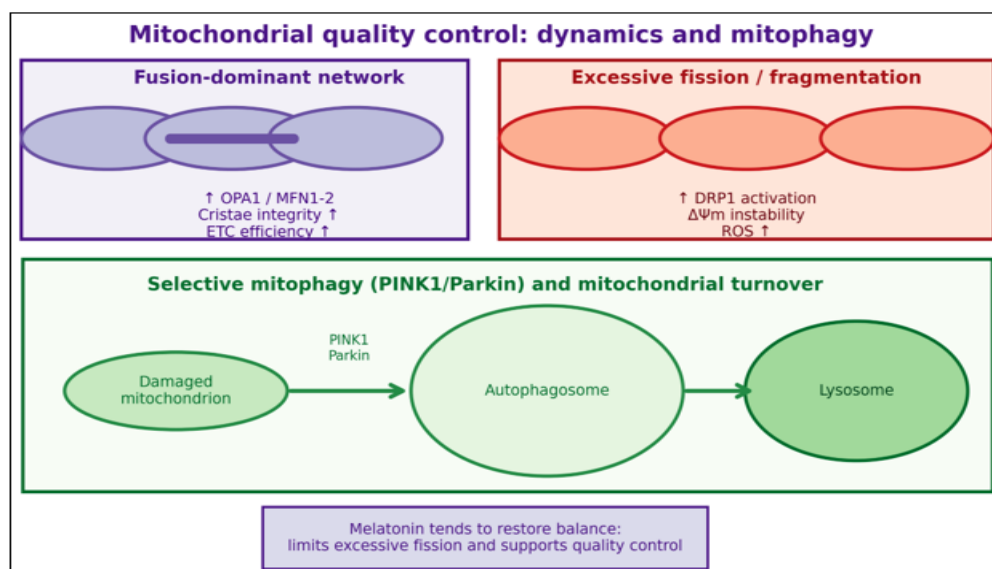 Mitochondrial quality control: dynamics and mitophagy
Fusion-dominant network
↑ OPA1 / MFN1-2
Cristae integrity ↑
ETC efficiency ↑
Excessive fission / fragmentation
↑ DRP1 activation
ΔΨm instability
ROS ↑
Selective mitophagy (PINK1/Parkin) and mitochondrial turnover
Damaged
mitochondrion
PINK1
Parkin
Autophagosome
Lysosome
Melatonin tends to restore balance:
limits excessive fission and supports quality control